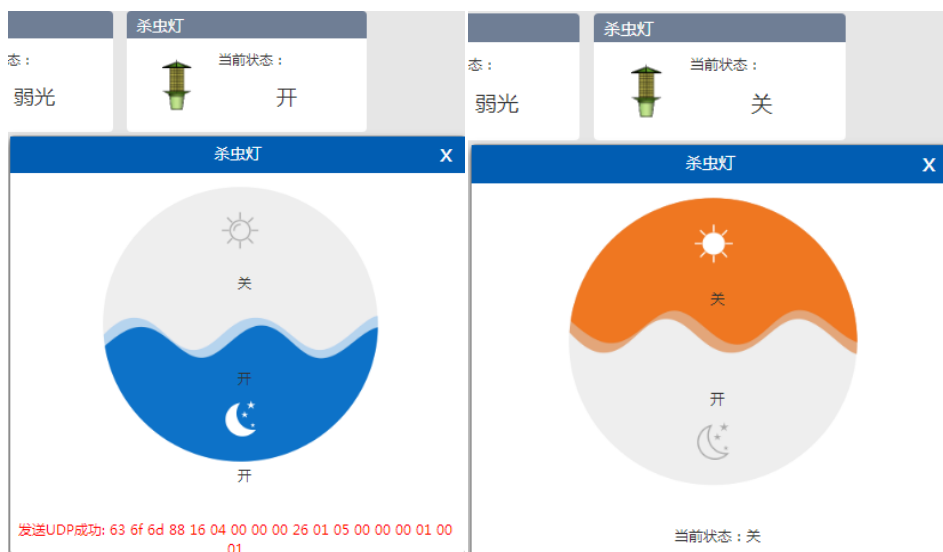 杀虫灯
态：
当前状态：
弱光
开
杀虫灯
X
关
开
开
发送UDP成功: 63 6f 6d 88 16 04 00 00 00 26 01 05 00 00 00 01 00
01
杀虫灯
态：
当前状态：
弱光
关
杀虫灯
X
关
开
当前状态：关